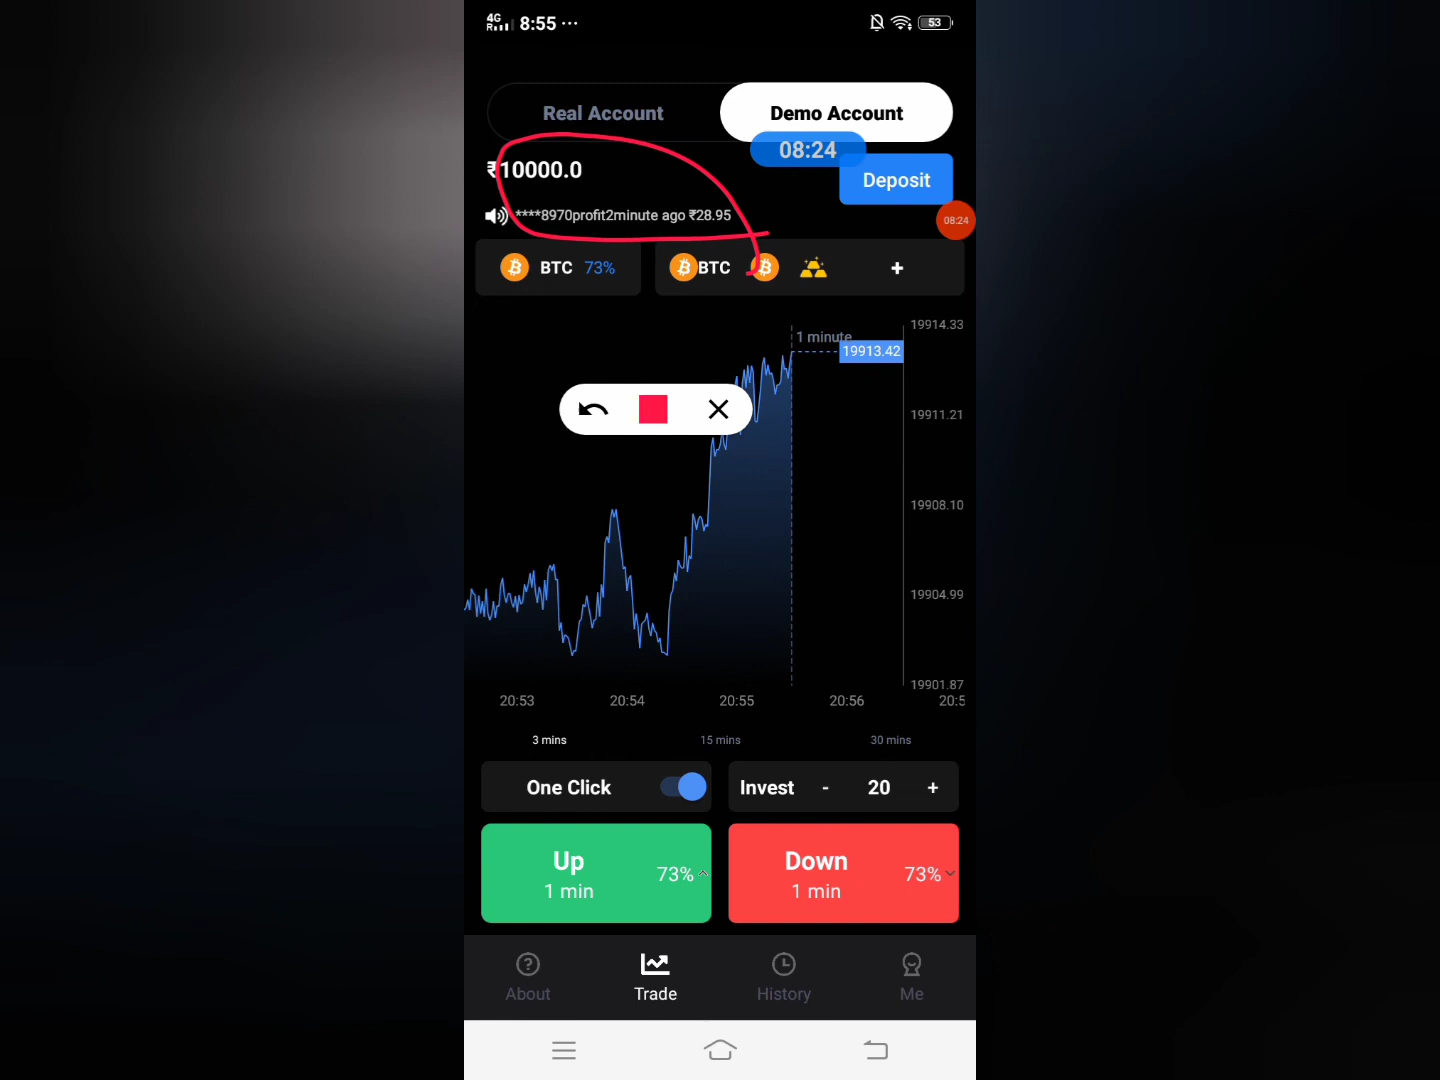 4G
R
8:55 ...
53
Real Account
Demo Account
08:24
₹10000.0
Deposit
****8970profit2minute ago ₹28.95
08:24
BTC 73%
BTC
+
1 minute
19914.33
19913.42
19911.21
19908.10
19904.99
19901.87
20:53
20:54
20:55
20:56
20:5
3 mins
15 mins
30 mins
One Click
Invest - 20 +
Up
1 min
73%
Down
1 min
73%
About
Trade
History
Me